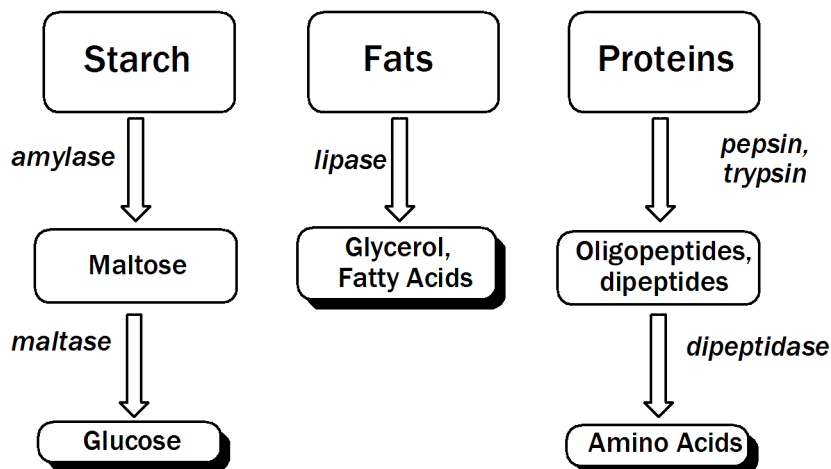 Starch
Fats
Proteins
amylase
lipase
pepsin,
trypsin
Maltose
Glycerol,
Fatty Acids
Oligopeptides,
dipeptides
maltase
dipeptidase
Glucose
Amino Acids